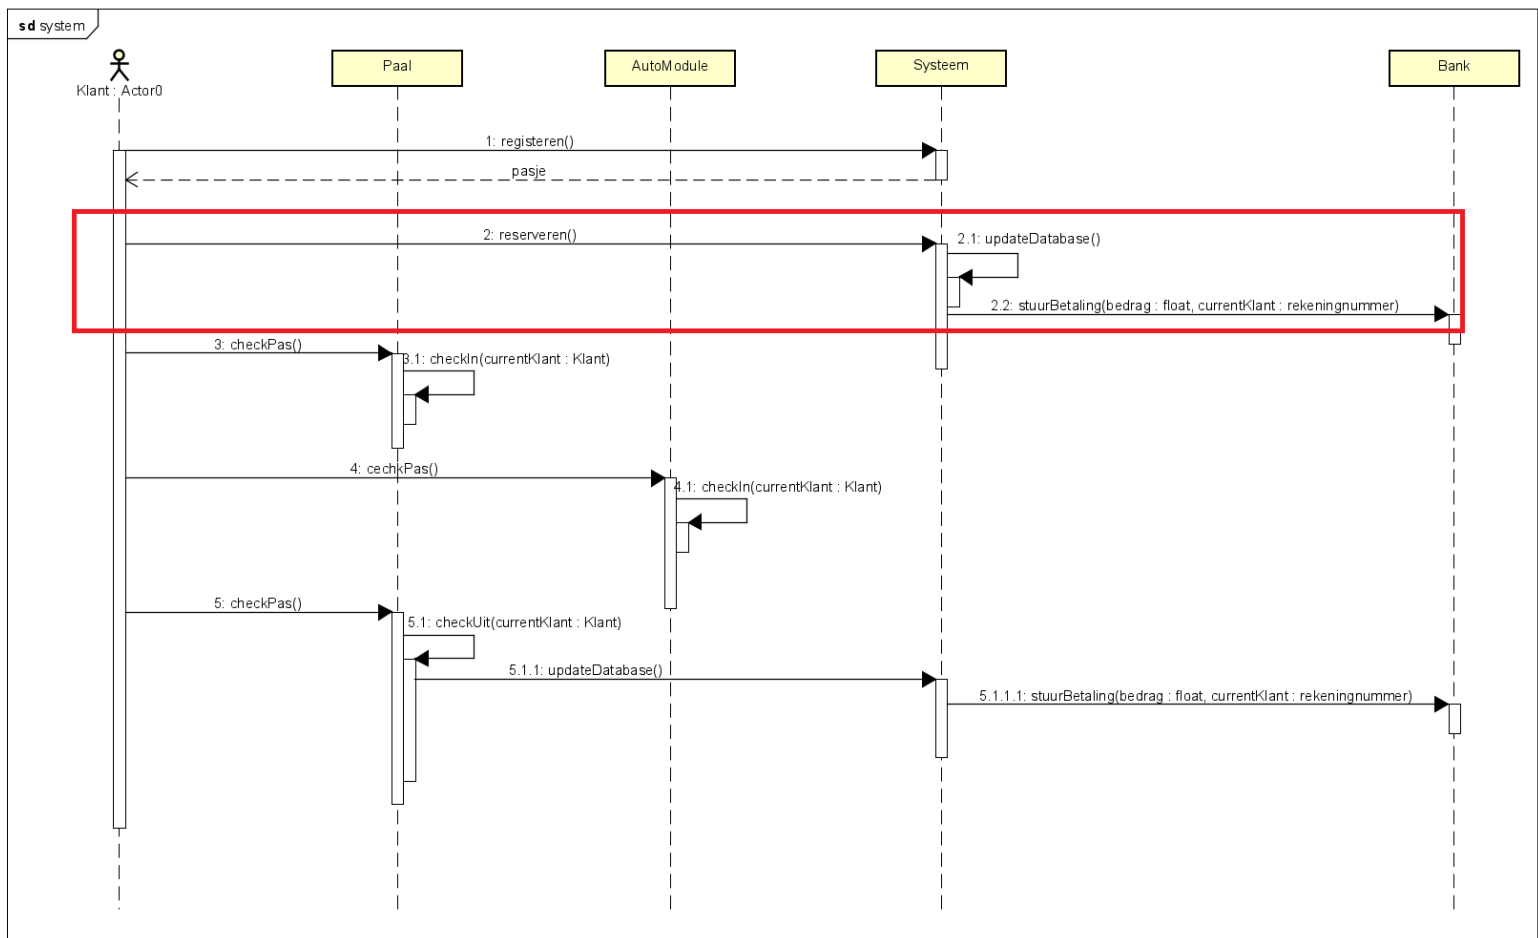 sd system
Klant : Actor0
Paal
AutoModule
Systeem
Bank
1: registeren()
pasje
2: reserveren()
2.1: updateDatabase()
2.2: stuurBetaling(bedrag : float, currentKlant : rekeningnummer)
3: checkPas()
3.1: checkIn(currentKlant : Klant)
4: cechkPas()
4.1: checkIn(currentKlant : Klant)
5: checkPas()
5.1: checkUit(currentKlant : Klant)
5.1.1: updateDatabase()
5.1.1.1: stuurBetaling(bedrag : float, currentKlant : rekeningnummer)